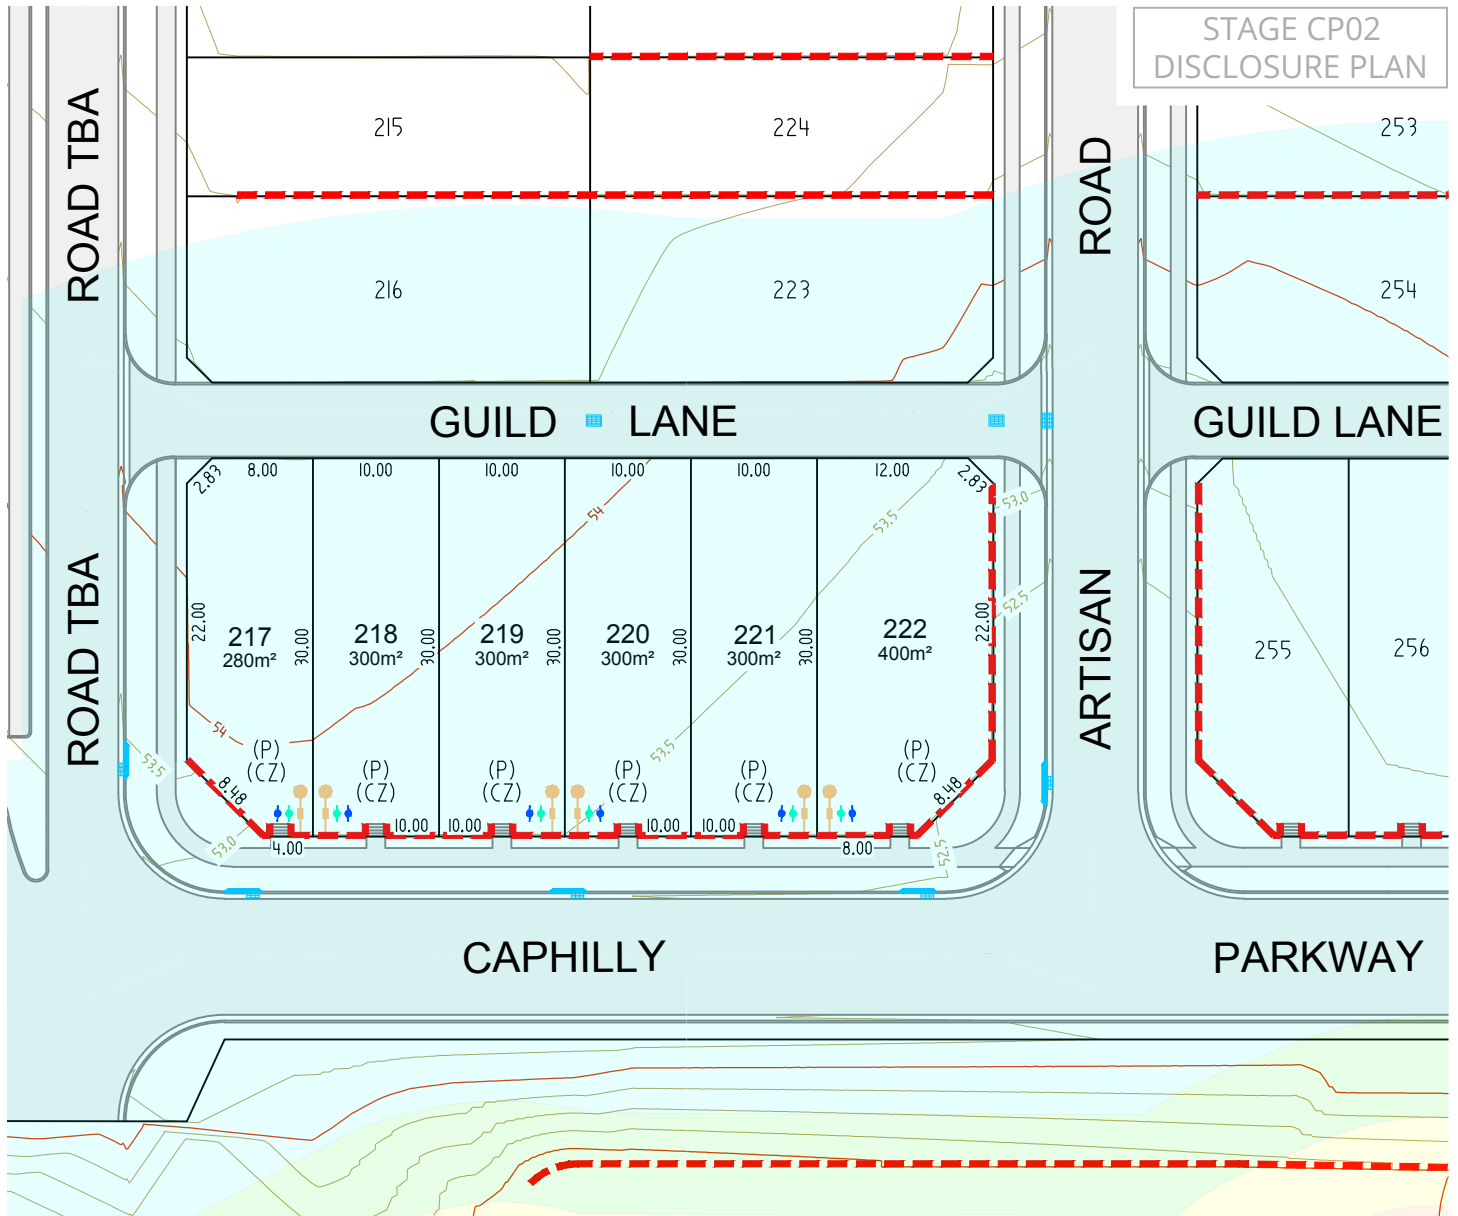 STAGE CP02
DISCLOSURE PLAN
ROAD TBA
215
224
ROAD
253
216
223
254
GUILD LANE
GUILD LANE
2.83
8.00
10.00
10.00
10.00
10.00
12.00
2.83
53.0
54
53.5
52.5
ROAD TBA
22.00
217
280m²
30.00
218
300m²
30.00
219
300m²
30.00
220
300m²
30.00
221
300m²
30.00
222
400m²
22.00
ARTISAN
255
256
54
53.5
53.5
(P)
(CZ)
(P)
(CZ)
(P)
(CZ)
(P)
(CZ)
(P)
(CZ)
(P)
(CZ)
8.48
8.48
10.00
10.00
10.00
10.00
53.0
4.00
8.00
52.5
CAPHILLY
PARKWAY